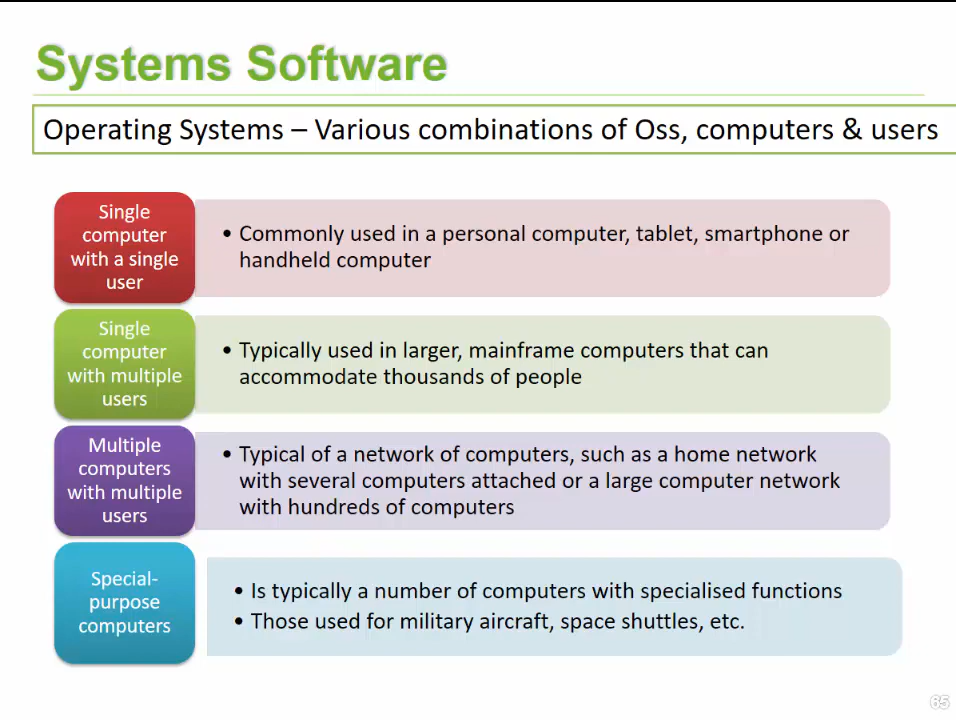 Systems Software
Operating Systems – Various combinations of Oss, computers & users
Single
computer
with a single
user
• Commonly used in a personal computer, tablet, smartphone or
handheld computer
Single
computer
with multiple
users
• Typically used in larger, mainframe computers that can
accommodate thousands of people
Multiple
computers
with multiple
users
• Typical of a network of computers, such as a home network
with several computers attached or a large computer network
with hundreds of computers
Special-
purpose
computers
• Is typically a number of computers with specialised functions
• Those used for military aircraft, space shuttles, etc.
65